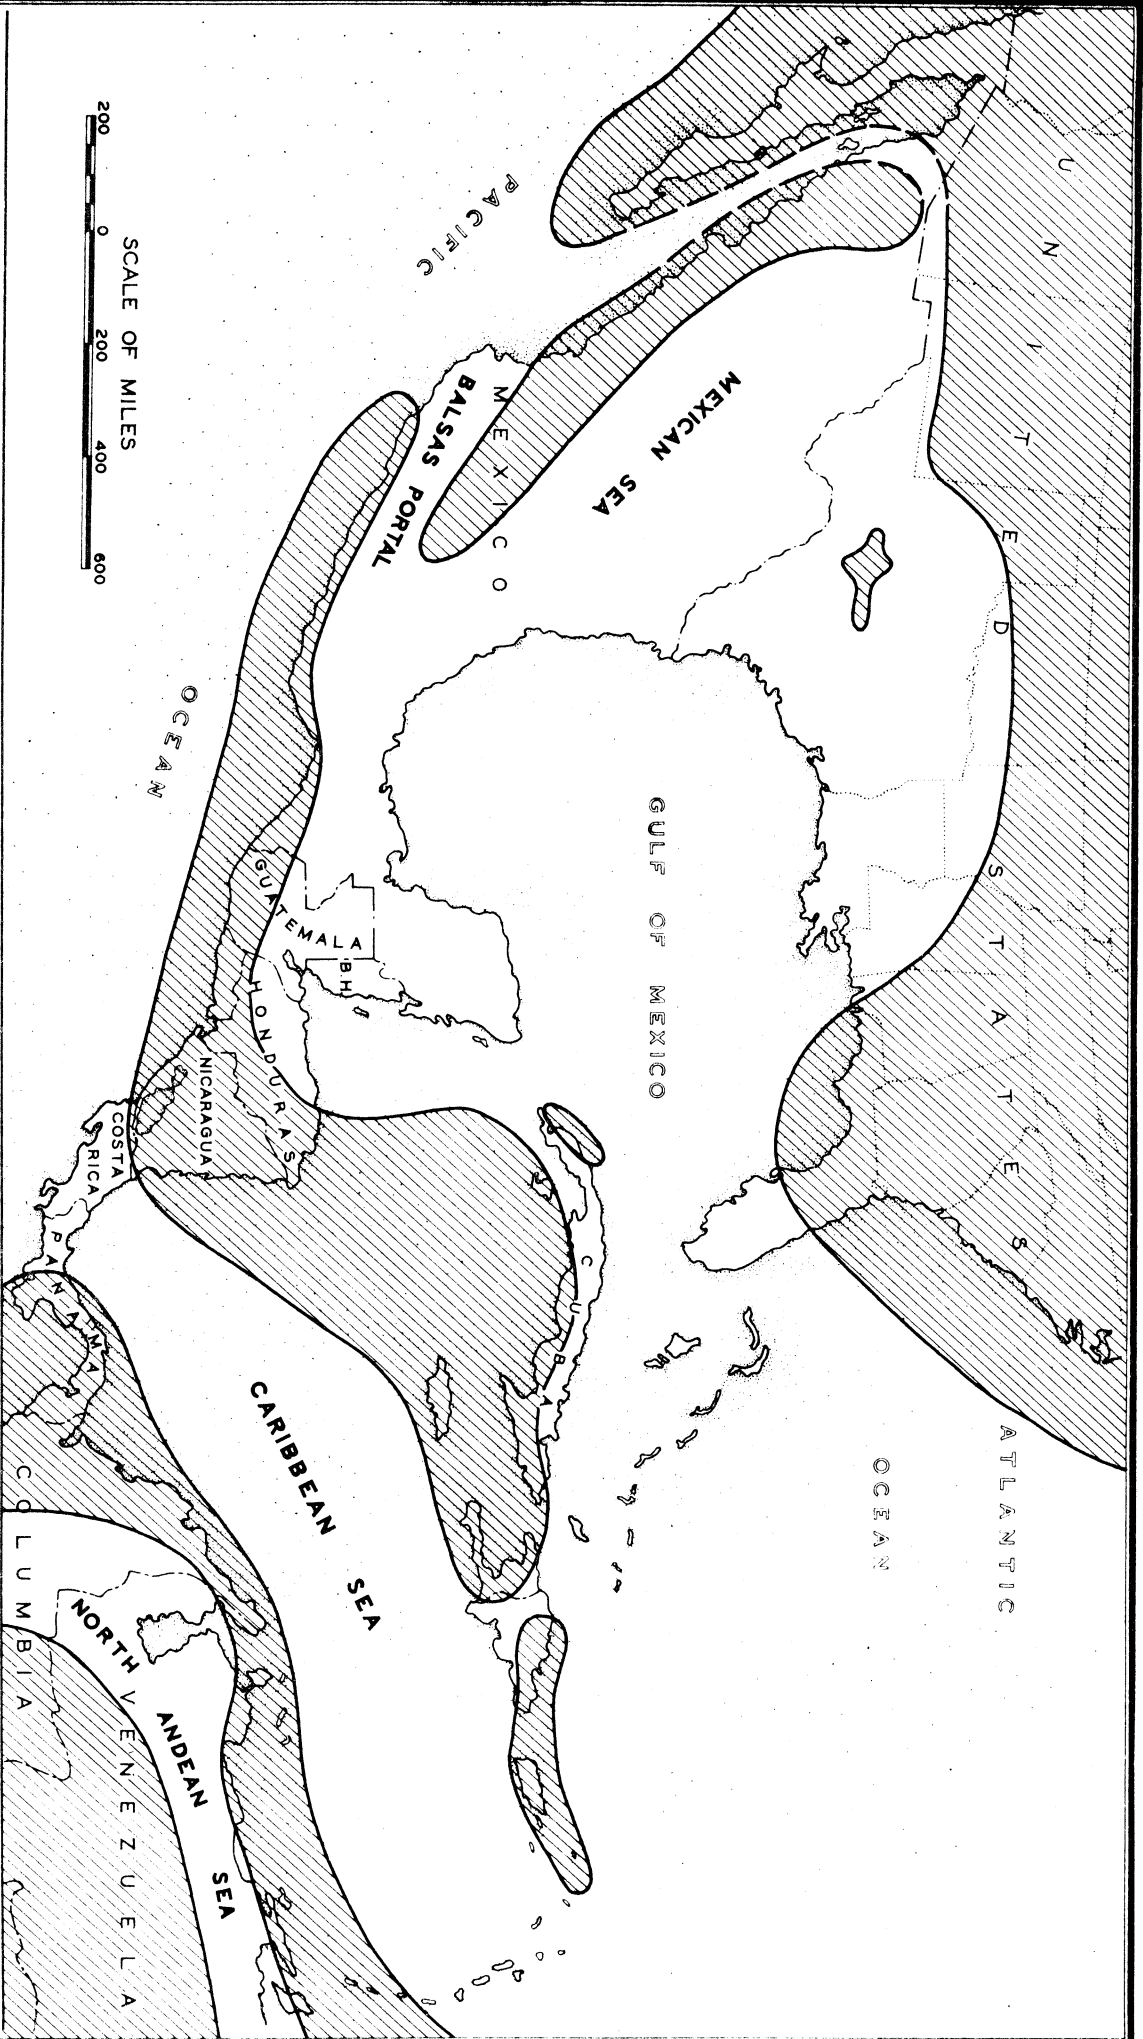 UNITED STATES
ATLANTIC
OCEAN
MEXICAN
SEA
GULF OF MEXICO
MEXICO
BALSAS PORTAL
PACIFIC
OCEAN
CUBA
GUATEMALA
B.H.
HONDURAS
NICARAGUA
COSTA
RICA
PANAMA
CARIBBEAN SEA
NORTH ANDEAN SEA
VENEZUELA
COLUMBIA
SCALE OF MILES
200 0 200 400 600